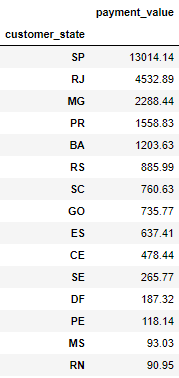 payment_value
customer_state
SP 13014.14
RJ 4532.89
MG 2288.44
PR 1558.83
BA 1203.63
RS 885.99
SC 760.63
GO 735.77
ES 637.41
CE 478.44
SE 265.77
DF 187.32
PE 118.14
MS 93.03
RN 90.95